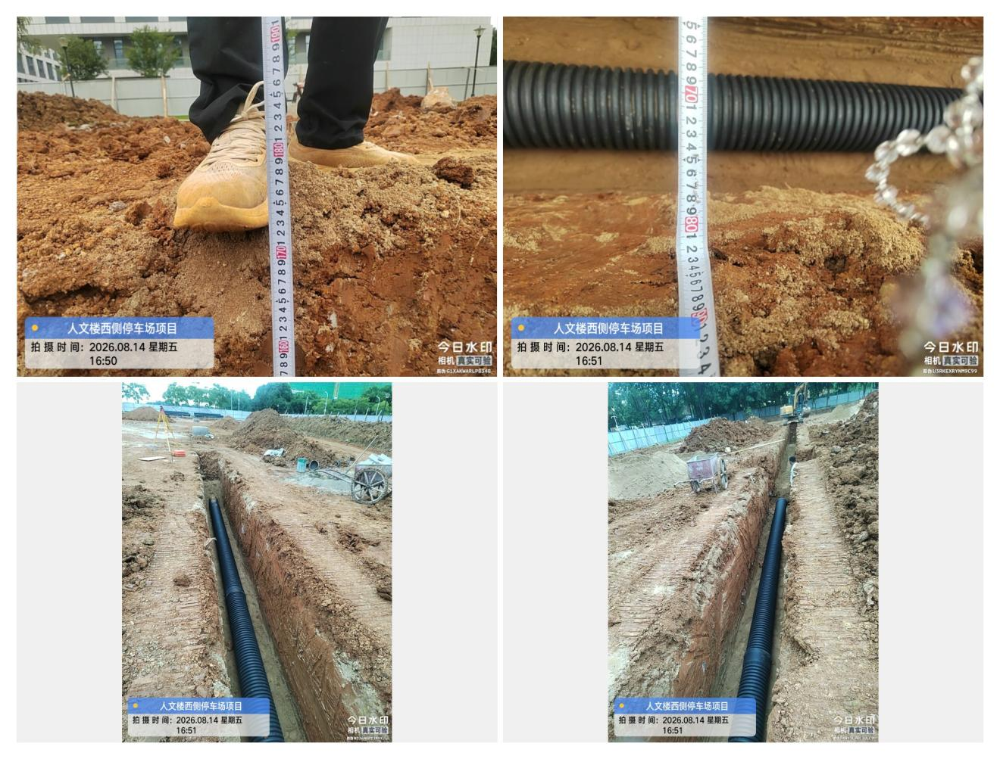 人文楼西侧停车场项目
拍摄时间：2026.08.14 星期五
16:50
今日水印
相机 真实可验
防伪 G1XAKWARLPB34E
人文楼西侧停车场项目
拍摄时间：2026.08.14 星期五
16:51
今日水印
相机 真实可验
防伪 U3RKEXRYNM9C99
人文楼西侧停车场项目
拍摄时间：2026.08.14 星期五
16:51
今日水印
相机 真实可验
人文楼西侧停车场项目
拍摄时间：2026.08.14 星期五
16:51
今日水印
相机 真实可验